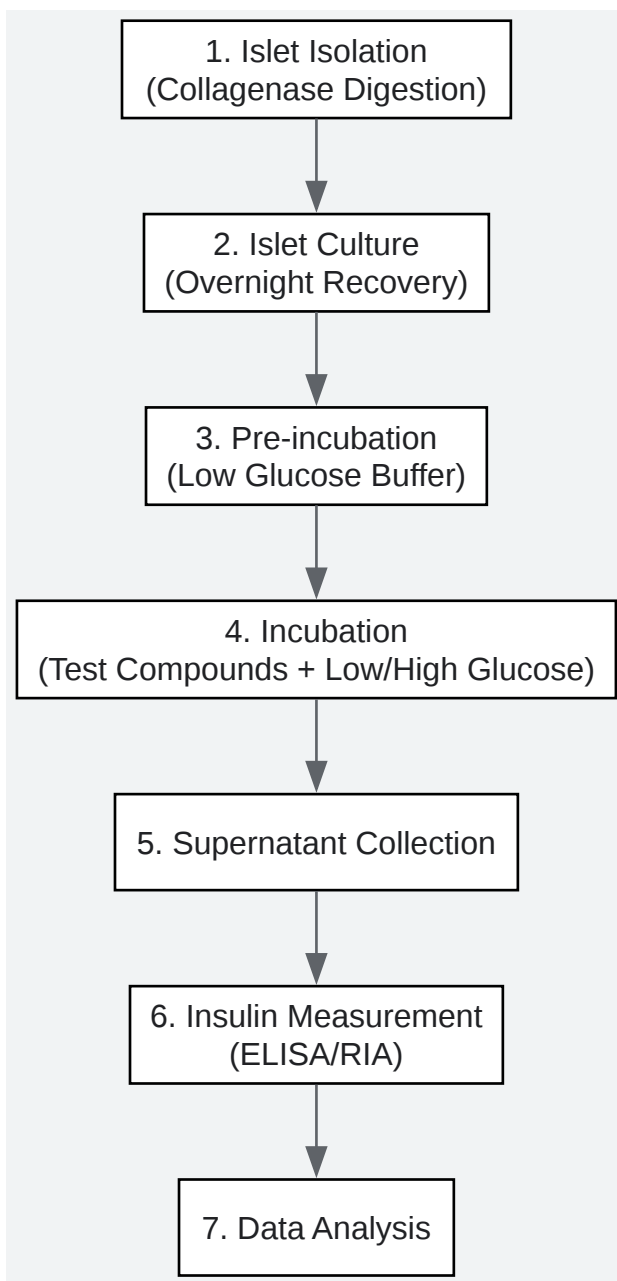 1. Islet Isolation
(Collagenase Digestion)
2. Islet Culture
(Overnight Recovery)
3. Pre-incubation
(Low Glucose Buffer)
4. Incubation
(Test Compounds + Low/High Glucose)
5. Supernatant Collection
6. Insulin Measurement
(ELISA/RIA)
7. Data Analysis